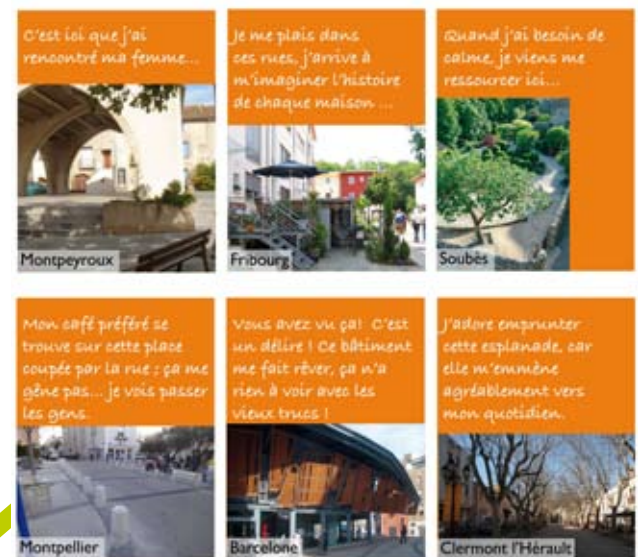 C'est ici que j'ai
rencontré ma femme...
Montpeyroux
Je me plais dans
ces rues, j'arrive à
m'imaginer l'histoire
de chaque maison ...
Fribourg
Quand j'ai besoin de
calme, je viens me
ressourcer ici...
Soubès
Mon café préféré se
trouve sur cette place
coupée par la rue ; ça me
gêne pas... je vois passer
les gens.
Montpellier
Vous avez vu ça! C'est
un délire ! Ce bâtiment
me fait rêver, ça n'a
rien à voir avec les
vieux trucs !
Barcelone
J'adore emprunter
cette esplanade, car
elle m'emmène
agréablement vers
mon quotidien.
Clermont l'Hérault